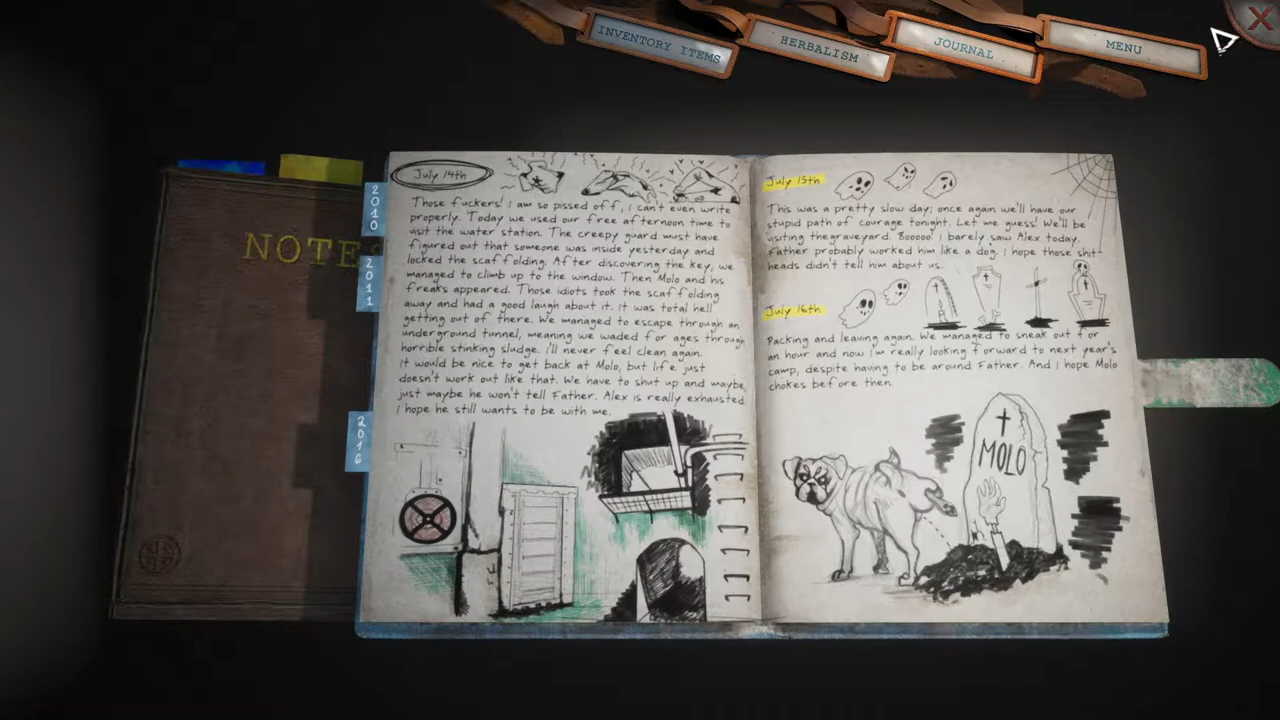 INVENTORY ITEMS
HERBALISM
JOURNAL
MENU
X
NOTE
2010
2011
2016
July 14th
Those fuckers! I am so pissed off, I can't even write
properly. Today we used our free afternoon time to
visit the water station. The creepy guard must have
figured out that someone was inside yesterday and
locked the scaffolding. After discovering the key, we
managed to climb up to the window. Then Molo and his
freaks appeared. Those idiots took the scaffolding
away and had a good laugh about it. It was total hell
getting out of there. We managed to escape through an
underground tunnel, meaning we waded for ages through
horrible stinking sludge. I'll never feel clean again.
It would be nice to get back at Molo, but life just
doesn't work out like that. We have to shut up and maybe,
just maybe he won't tell Father. Alex is really exhausted
I hope he still wants to be with me.
July 15th
This was a pretty slow day; once again we'll have our
stupid path of courage tonight. Let me guess! We'll be
visiting thegraveyard. Booooo! I barely saw Alex today.
Father probably worked him like a dog. I hope those shit-
heads didn't tell him about us.
July 16th
Packing and leaving again. We managed to sneak out for
an hour and now I'm really looking forward to next year's
camp, despite having to be around Father. And I hope Molo
chokes before then.
MOLO